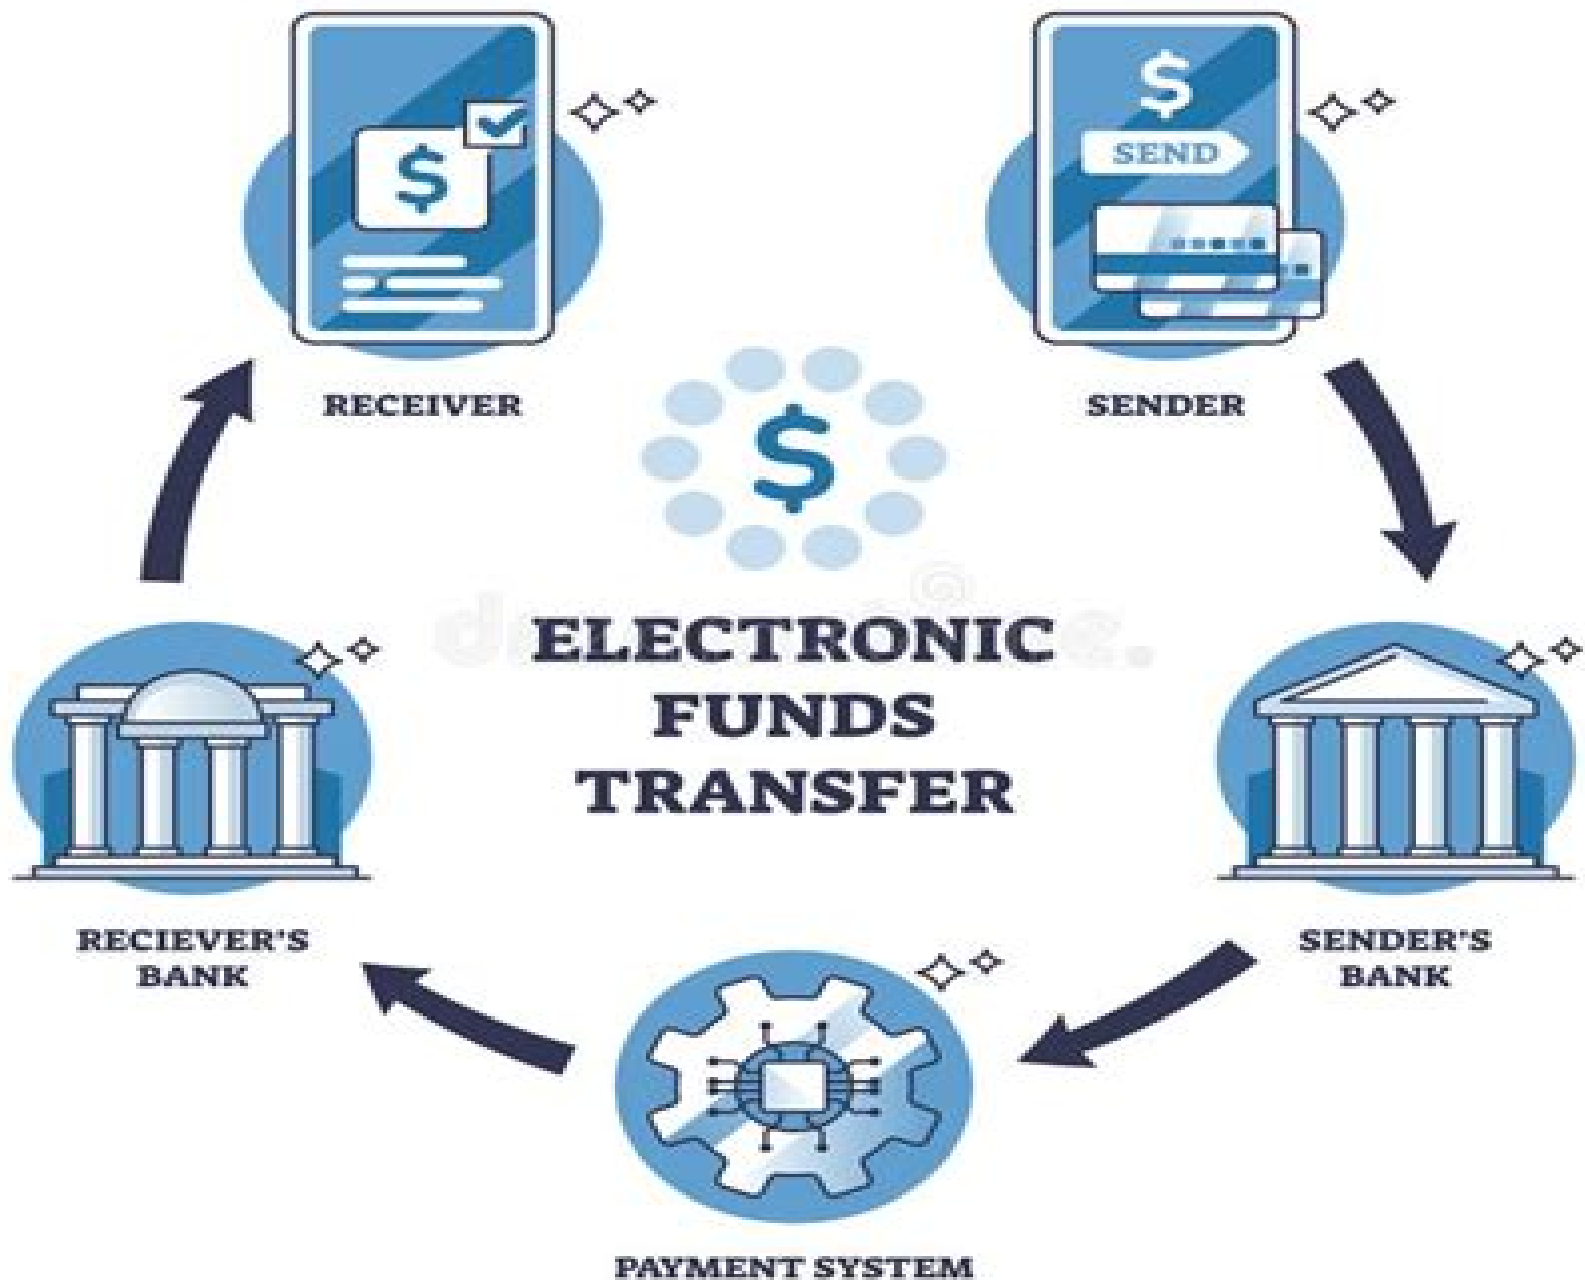 $
$
SEND
RECEIVER
SENDER
$
ELECTRONIC
FUNDS
TRANSFER
RECIEVER'S
BANK
SENDER'S
BANK
PAYMENT SYSTEM